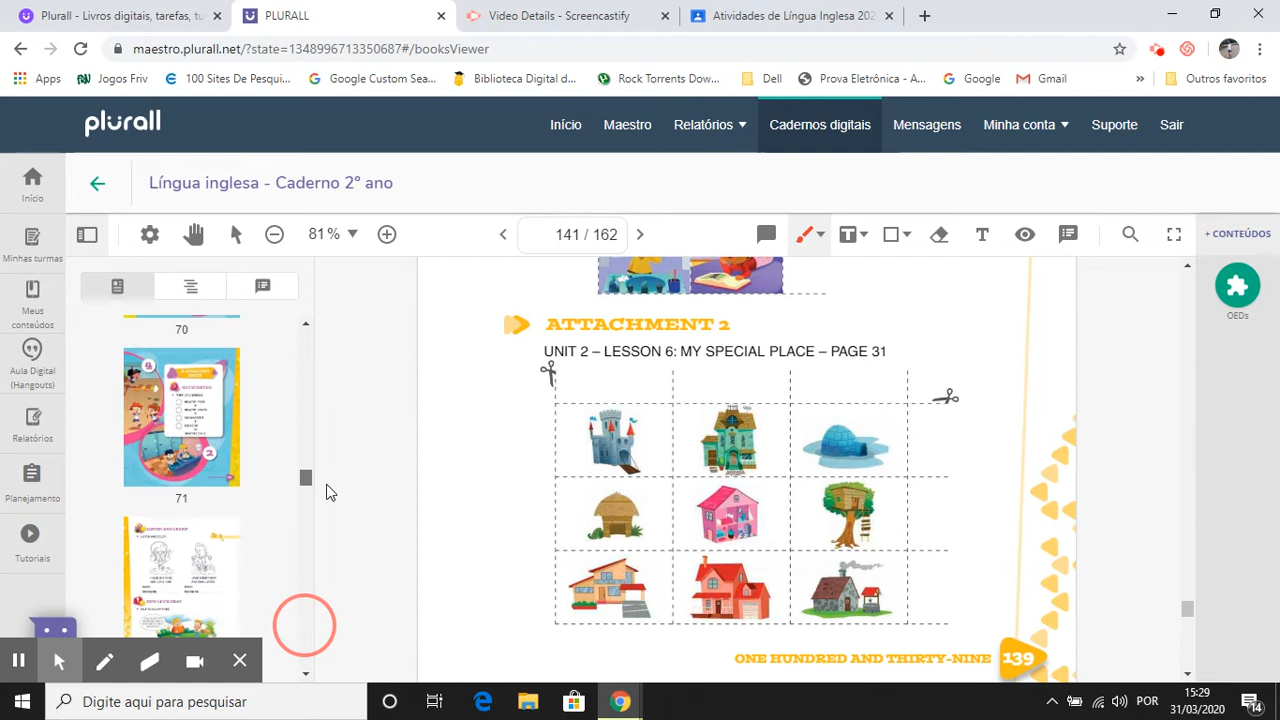 Plurall - Livros digitais, tarefas, tu
PLURALL
Video Details - Screencastify
Atividades de Língua Inglesa 202
maestro.plurall.net/?state=1348996713350687#/booksViewer
Apps
Jogos Friv
100 Sites De Pesqui...
Google Custom Sea...
Biblioteca Digital d...
Rock Torrents Dow...
Dell
Prova Eletrônica - A...
Google
Gmail
»
Outros favoritos
plurall
Início
Maestro
Relatórios
Cadernos digitais
Mensagens
Minha conta
Suporte
Sair
Língua inglesa - Caderno 2º ano
Início
Minhas turmas
Meus conteúdos
Aula Digital (Hangouts)
Relatórios
Planejamento
Tutoriais
81%
141 / 162
+ CONTEÚDOS
OEDs
70
71
4
2
ATTACHMENT 2
UNIT 2 – LESSON 6: MY SPECIAL PLACE – PAGE 31
ONE HUNDRED AND THIRTY-NINE 139
Digite aqui para pesquisar
POR
15:29
31/03/2020
14